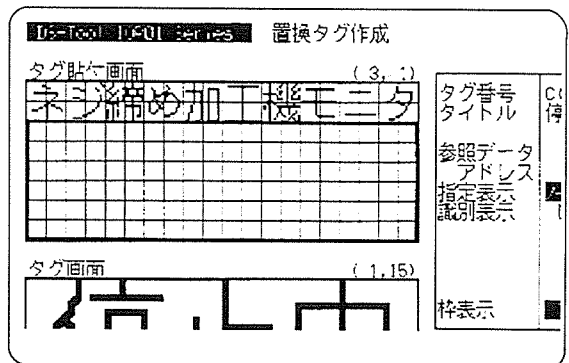 DS-Tool DPU1 series 置換タグ作成
タグ貼付画面 ( 3, 1)
ネジ締め加工機モニタ
タグ画面 ( 1,15)
タグ番号
タイトル 停
参照データ
アドレス
指定表示
識別表示
枠表示